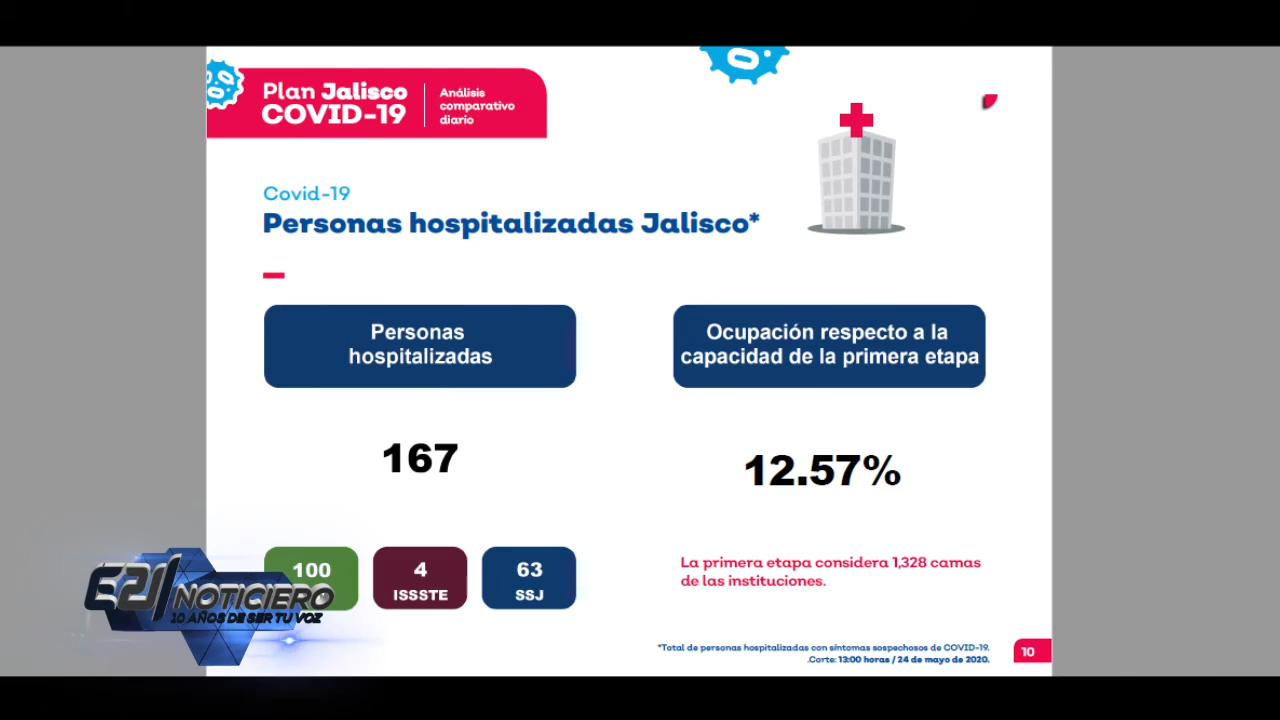 Plan Jalisco
COVID-19
Análisis
comparativo
diario
Covid-19
Personas hospitalizadas Jalisco*
Personas
hospitalizadas
Ocupación respecto a la
capacidad de la primera etapa
167
12.57%
100
4
ISSSTE
63
SSJ
La primera etapa considera 1,328 camas
de las instituciones.
E21
NOTICIERO
10 AÑOS DE SER TU VOZ
*Total de personas hospitalizadas con síntomas sospechosos de COVID-19.
.Corte: 13:00 horas / 24 de mayo de 2020.
10